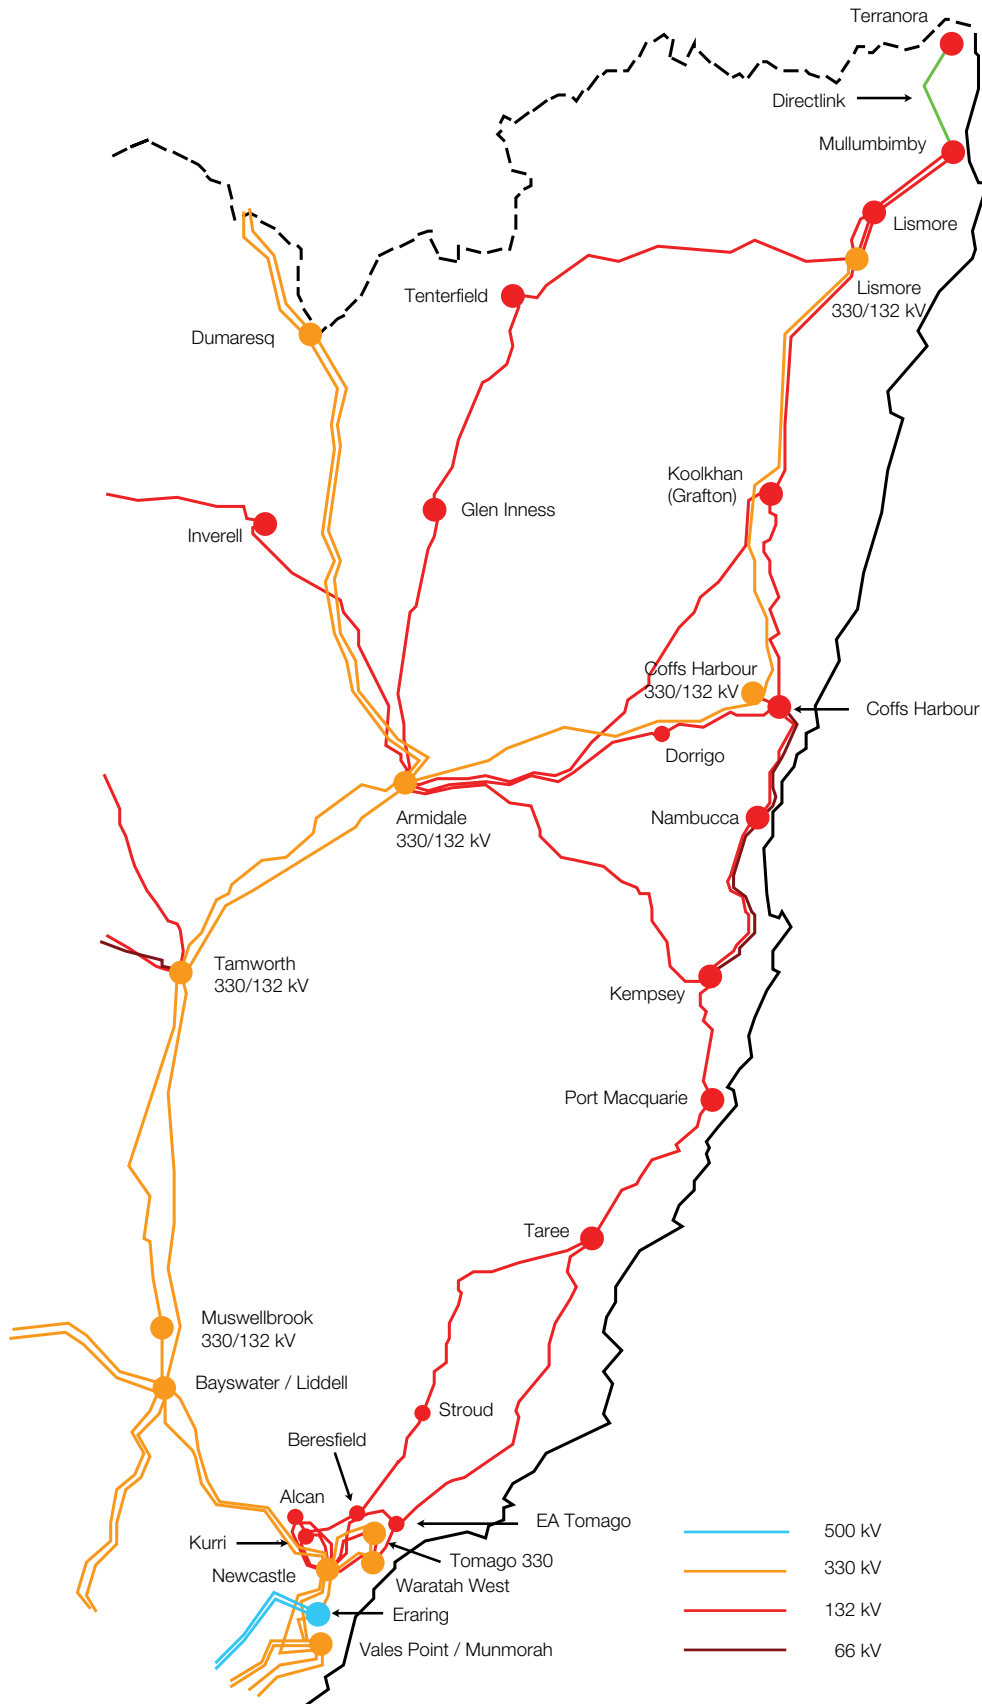 Terranora
Directlink
Mullumbimby
Lismore
Lismore
330/132 kV
Tenterfield
Dumaresq
Koolkhan
(Grafton)
Glen Inness
Inverell
Coffs Harbour
330/132 kV
Coffs Harbour
Dorrigo
Armidale
330/132 kV
Nambucca
Tamworth
330/132 kV
Kempsey
Port Macquarie
Taree
Muswellbrook
330/132 kV
Bayswater / Liddell
Stroud
Beresfield
Alcan
EA Tomago
Kurri
Tomago 330
Newcastle
Waratah West
Eraring
Vales Point / Munmorah
500 kV
330 kV
132 kV
66 kV